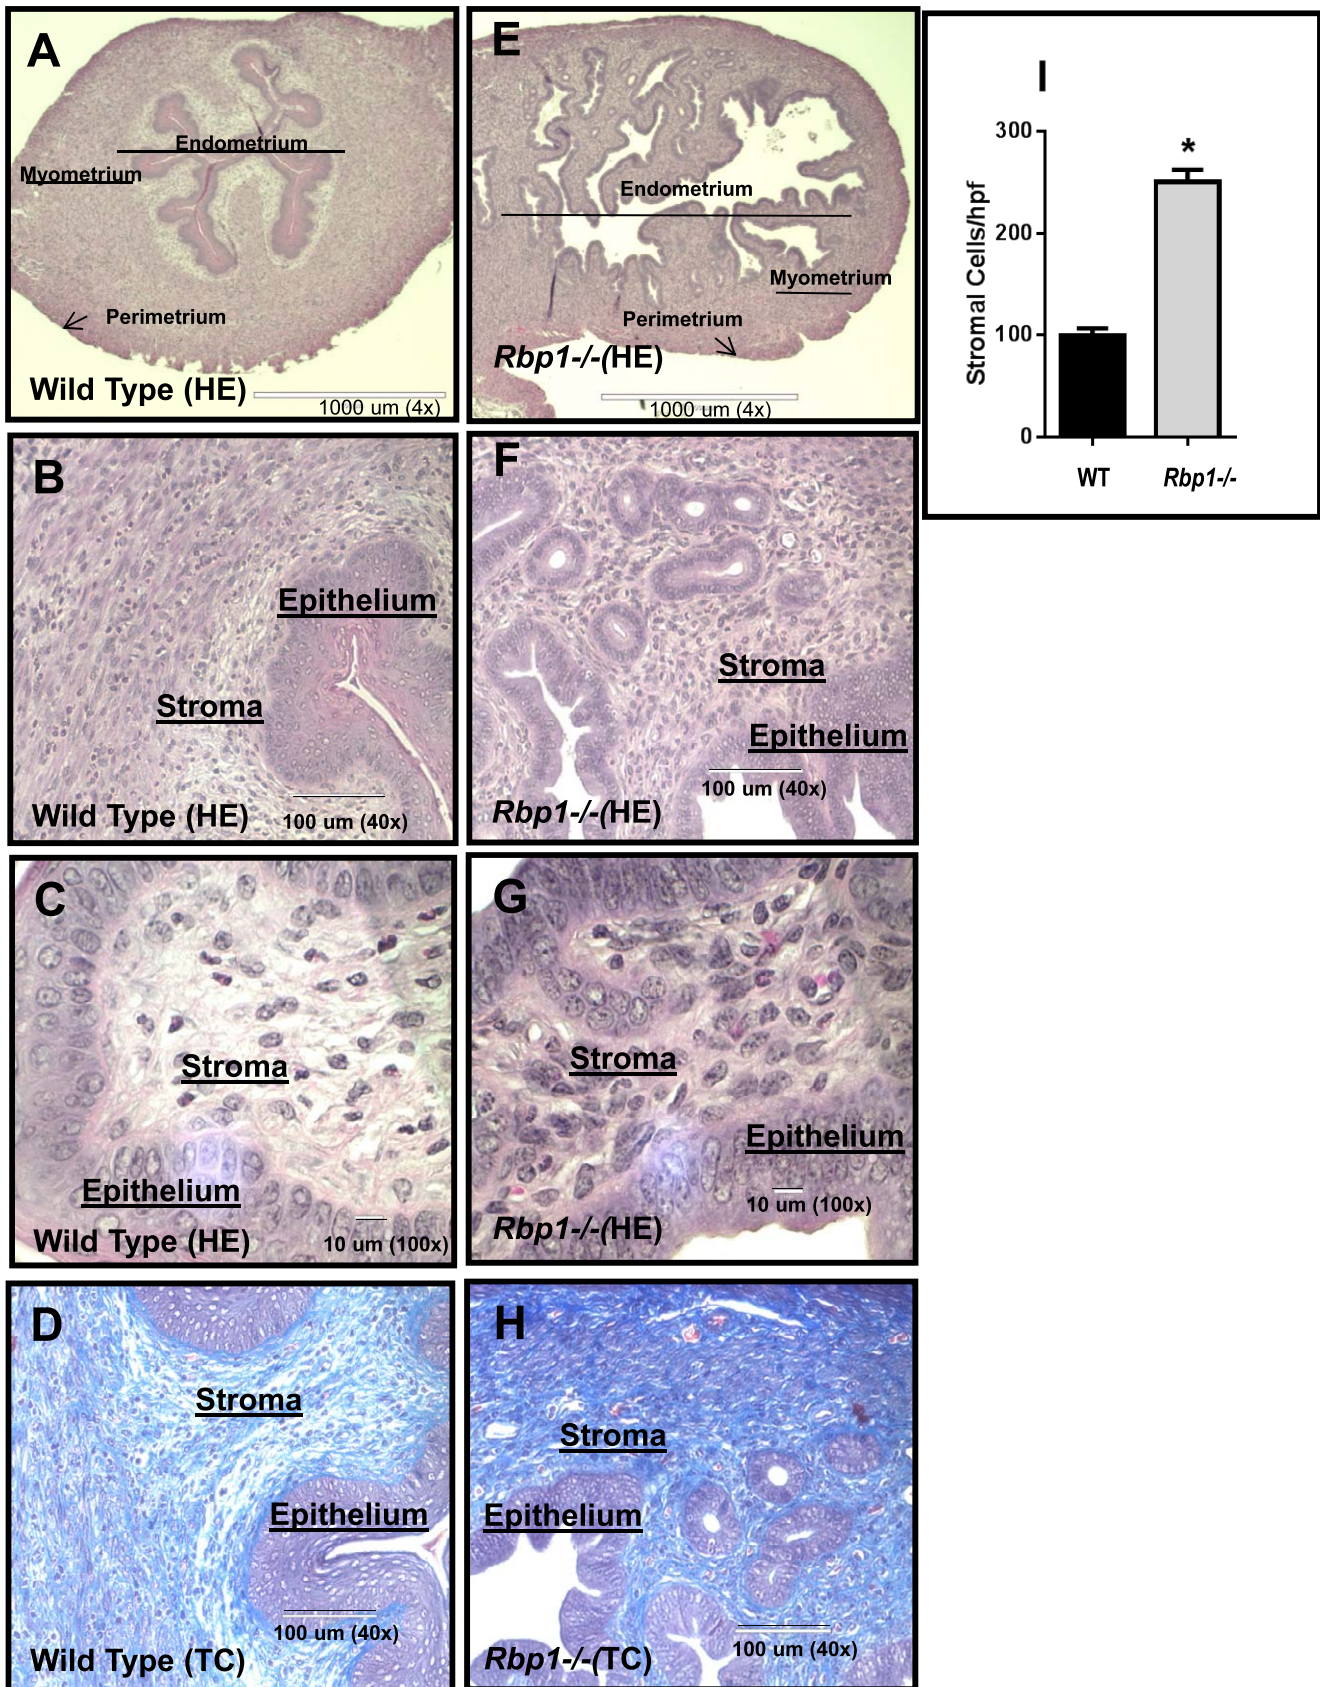 A
Endometrium
Myometrium
Perimetrium
Wild Type (HE)
1000 um (4x)
E
Endometrium
Myometrium
Perimetrium
Rbp1-/-(HE)
1000 um (4x)
I
300
200
100
0
Stromal Cells/hpf
*
WT
Rbp1-/-
B
Epithelium
Stroma
Wild Type (HE)
100 um (40x)
F
Stroma
Epithelium
100 um (40x)
Rbp1-/-(HE)
C
Stroma
Epithelium
Wild Type (HE)
10 um (100x)
G
Stroma
Epithelium
10 um (100x)
Rbp1-/-(HE)
D
Stroma
Epithelium
100 um (40x)
Wild Type (TC)
H
Stroma
Epithelium
100 um (40x)
Rbp1-/-(TC)